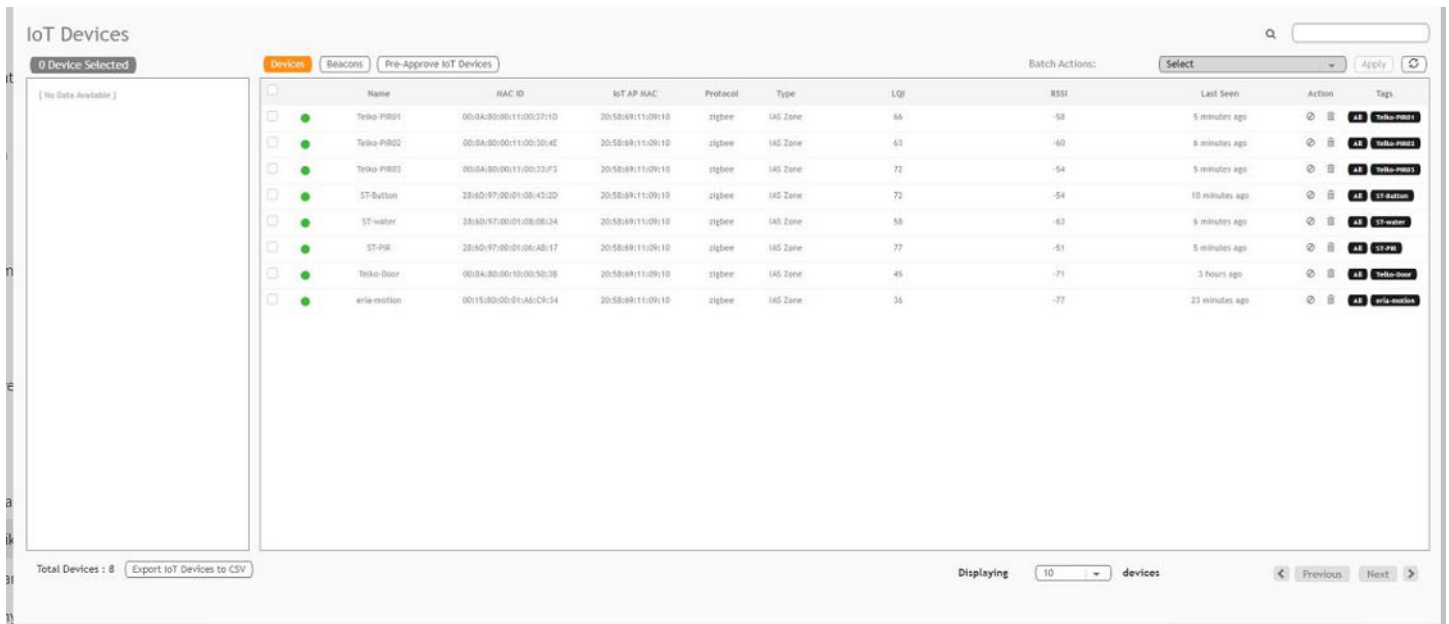 IoT Devices
0 Device Selected Devices Beacons Pre-Approve IoT Devices Batch Actions: Select Apply
[ No Data Available ]
Name MAC ID IoT AP MAC Protocol Type LQI RSSI Last Seen Action Tags
Telko-PIR01 00:0A:80:00:11:00:37:1D 20:58:69:11:09:10 zigbee IAS Zone 66 -58 5 minutes ago All Telko-PIR01
Telko-PIR02 00:0A:80:00:11:00:3D:4E 20:58:69:11:09:10 zigbee IAS Zone 63 -60 6 minutes ago All Telko-PIR02
Telko-PIR03 00:0A:80:00:11:00:33:F3 20:58:69:11:09:10 zigbee IAS Zone 72 -54 5 minutes ago All Telko-PIR03
ST-Button 28:6D:97:00:01:08:43:2D 20:58:69:11:09:10 zigbee IAS Zone 72 -54 10 minutes ago All ST-Button
ST-water 28:6D:97:00:01:08:08:24 20:58:69:11:09:10 zigbee IAS Zone 58 -63 6 minutes ago All ST-water
ST-PIR 28:6D:97:00:01:06:AB:17 20:58:69:11:09:10 zigbee IAS Zone 77 -51 5 minutes ago All ST-PIR
Telko-Door 00:0A:80:00:10:00:50:3B 20:58:69:11:09:10 zigbee IAS Zone 45 -71 3 hours ago All Telko-Door
eria-motion 00:15:8D:00:01:A6:C9:34 20:58:69:11:09:10 zigbee IAS Zone 36 -77 23 minutes ago All eria-motion
Total Devices : 8 Export IoT Devices to CSV Displaying 10 devices Previous Next